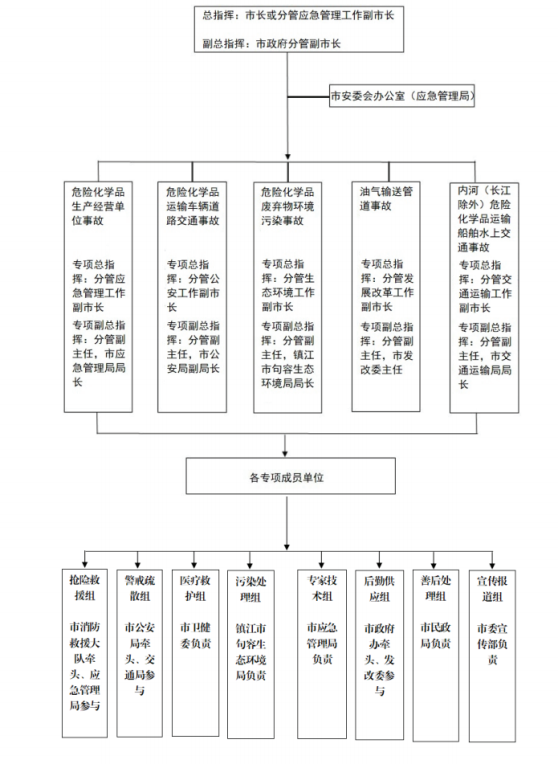 总指挥：市长或分管应急管理工作副市长
副总指挥：市政府分管副市长
市安委会办公室（应急管理局）
危险化学品
生产经营单
位事故
专项总指
挥：分管应
急管理工作
副市长
专项副总指
挥：分管副
主任，市应
急管理局局
长
危险化学品
运输车辆道
路交通事故
专项总指
挥：分管公
安工作副市
长
专项副总指
挥：分管副
主任，市公
安局副局长
危险化学品
废弃物环境
污染事故
专项总指
挥：分管生
态环境工作
副市长
专项副总指
挥：分管副
主任，镇江
市句容生态
环境局局长
油气输送管
道事故
专项总指
挥：分管发
展改革工作
副市长
专项副总指
挥：分管副
主任：市发
改委主任
内河（长江
除外）危险
化学品运输
船舶水上交
通事故
专项总指
挥：分管交
通运输工作
副市长
专项副总指
挥：分管副
主任，市交
通运输局局
长
各专项成员单位
抢险救
援组
市消防
救援大
队牵
头、应
急管理
局参与
警戒疏
散组
市公安
局牵
头、交
通局参
与
医疗救
护组
市卫健
委负责
污染处
理组
镇江市
句容生
态环境
局负责
专家技
术组
市应急
管理局
负责
后勤供
应组
市政府
办牵
头、发
改委参
与
善后处
理组
市民政
局负责
宣传报
道组
市委宣
传部负
责